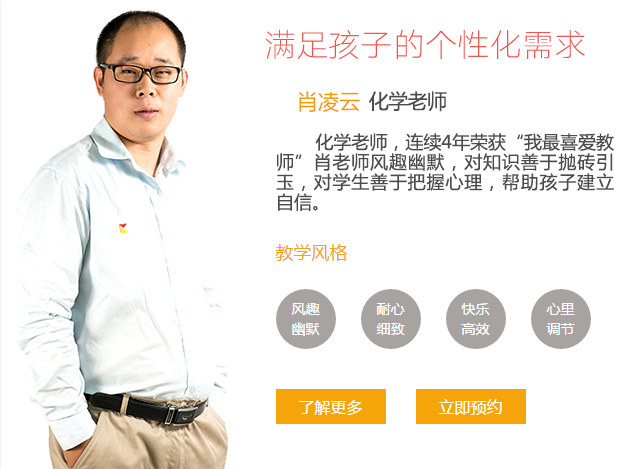 满足孩子的个性化需求
肖凌云 化学老师
化学老师，连续4年荣获“我最喜爱教
师”肖老师风趣幽默，对知识善于抛砖引
玉，对学生善于把握心理，帮助孩子建立
自信。
教学风格
风趣
幽默
耐心
细致
快乐
高效
心里
调节
了解更多
立即预约